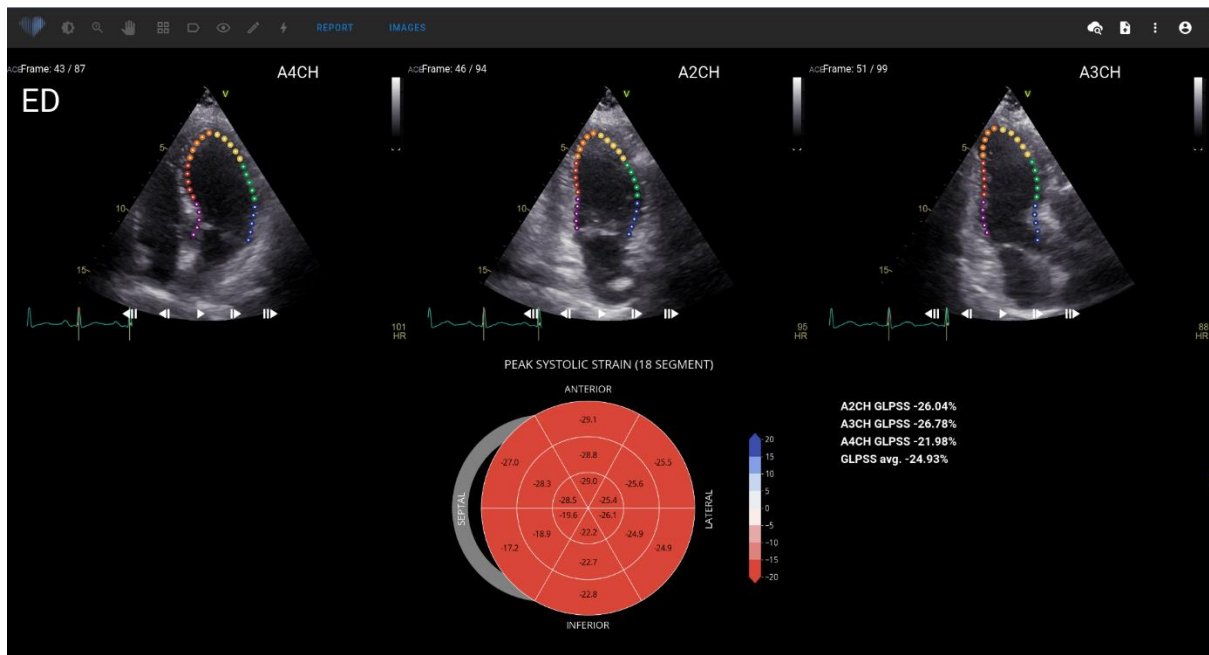 REPORT IMAGES
ACE Frame: 43 / 87
A4CH
ED
V
5
10
15
101
HR
ACE Frame: 46 / 94
A2CH
V
5
10
15
95
HR
ACE Frame: 51 / 99
A3CH
V
5
10
15
88
HR
PEAK SYSTOLIC STRAIN (18 SEGMENT)
ANTERIOR
-29.1
-28.8
-27.0
-25.5
-29.0
-28.3
-25.6
-28.5
-25.4
SEPTAL
LATERAL
-19.6
-26.1
-22.2
-18.9
-24.9
-17.2
-24.9
-22.7
-22.8
INFERIOR
20
15
10
5
0
-5
-10
-15
-20
A2CH GLPSS -26.04%
A3CH GLPSS -26.78%
A4CH GLPSS -21.98%
GLPSS avg. -24.93%